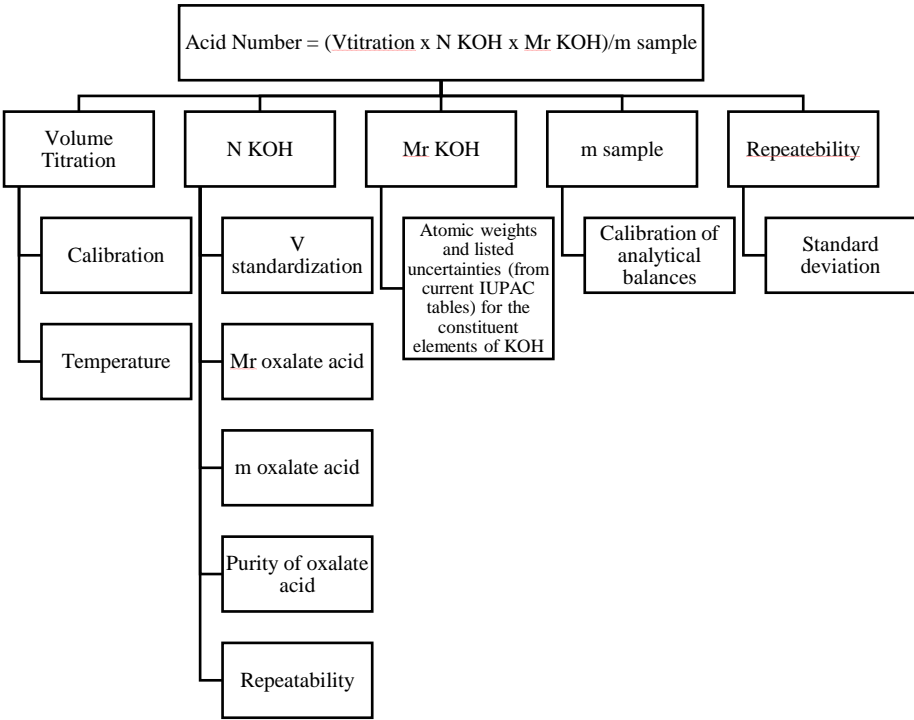 Acid Number = (Vtitration x N KOH x Mr KOH)/m sample
Volume
Titration
N KOH
Mr KOH
m sample
Repeatebility
Calibration
Temperature
V
standardization
Mr oxalate acid
m oxalate acid
Purity of oxalate
acid
Repeatability
Atomic weights
and listed
uncertainties (from
current IUPAC
tables) for the
constituent
elements of KOH
Calibration of
analytical
balances
Standard
deviation